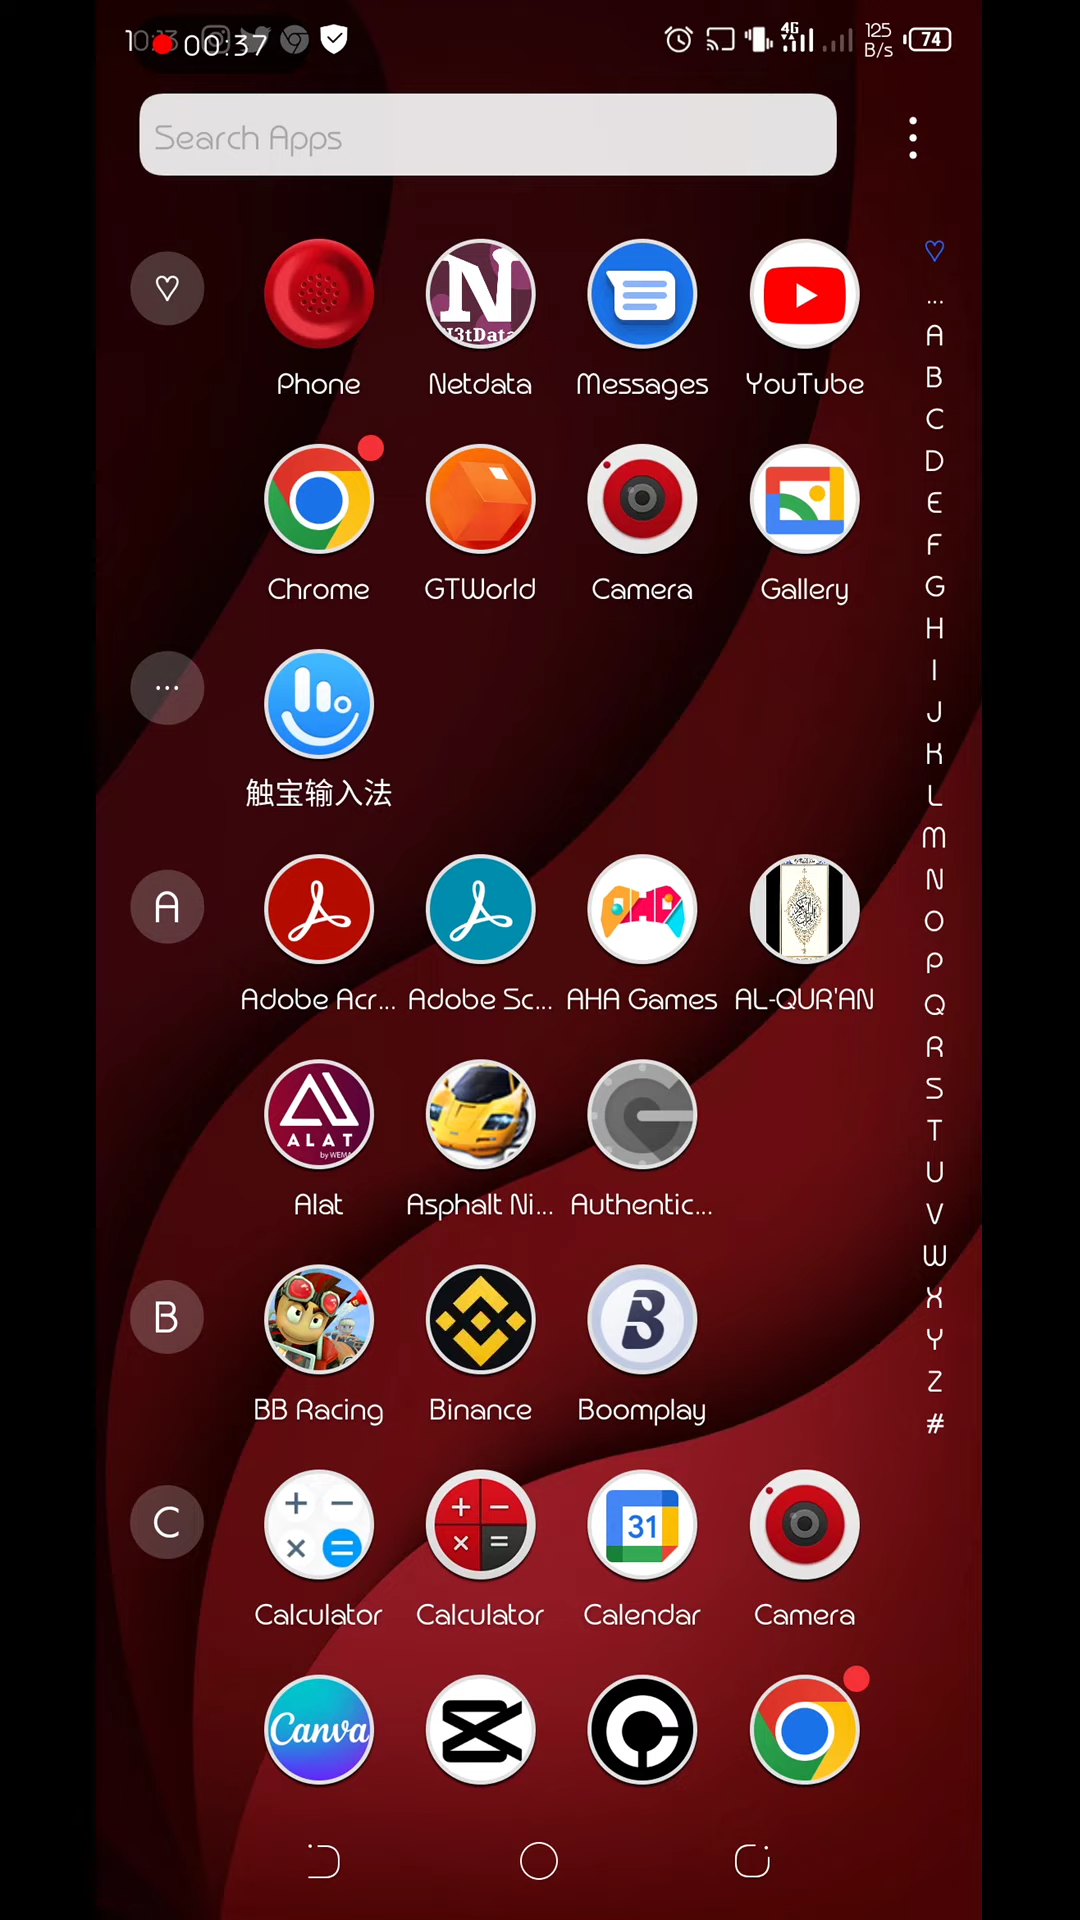 00:37
4G
125
B/s
74
Search Apps
♡
Phone
Netdata
Messages
YouTube
Chrome
GTWorld
Camera
Gallery
...
触宝输入法
A
Adobe Acr...
Adobe Sc...
AHA Games
AL-QUR'AN
ALAT
by WEMA
Alat
Asphalt Ni...
Authentic...
B
BB Racing
Binance
Boomplay
C
31
Calculator
Calculator
Calendar
Camera
Canva
N
N3tData
♡
...
A
B
C
D
E
F
G
H
I
J
K
L
M
N
O
P
Q
R
S
T
U
V
W
X
Y
Z
#